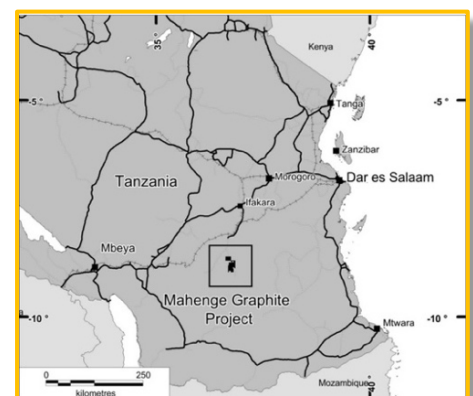 35
40
Kenya
-5
-5
Tanga
Zanzibar
Tanzania
Morogoro
Dar es Salaam
Ifakara
Mbeya
Mahenge Graphite
Project
-10
-10
Mtwara
0
250
kilometres
Mozambique
40